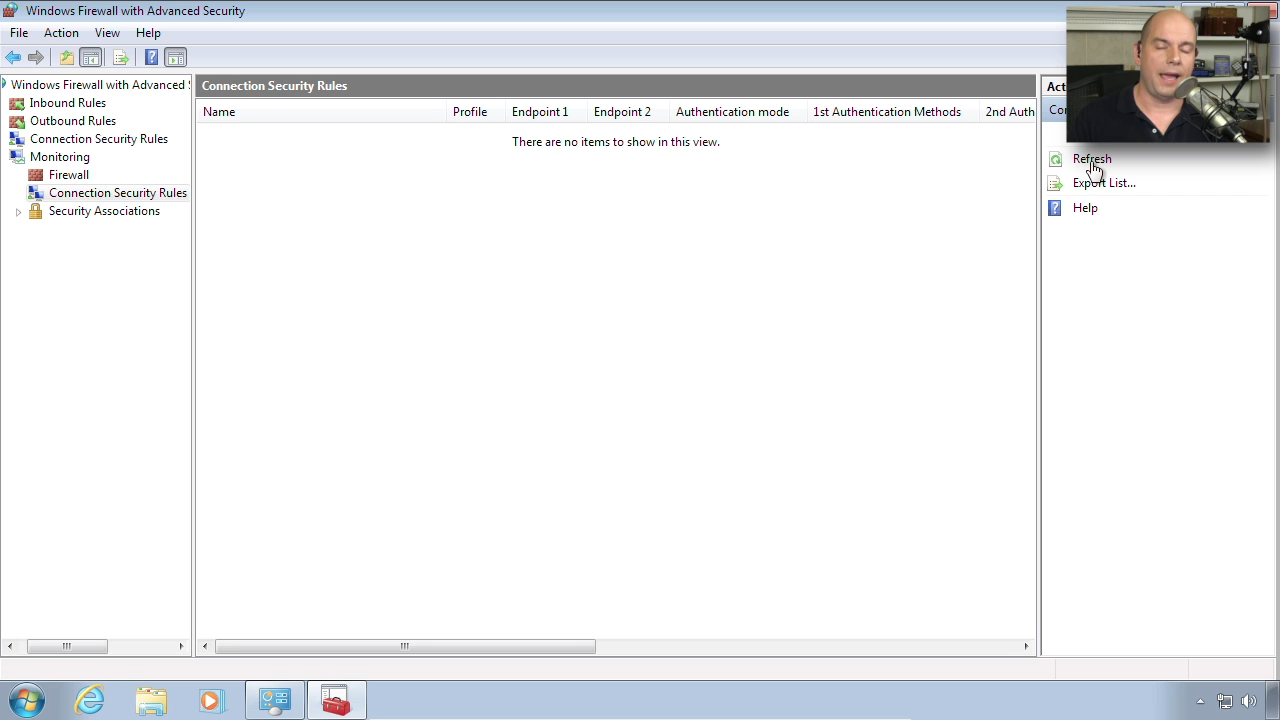 Windows Firewall with Advanced Security
File Action View Help
Windows Firewall with Advanced
Inbound Rules
Outbound Rules
Connection Security Rules
Monitoring
Firewall
Connection Security Rules
Security Associations
Connection Security Rules
Name Profile Endpoint 1 Endpoint 2 Authentication mode 1st Authentication Methods 2nd Auth
There are no items to show in this view.
Act
Co
Refresh
Export List...
Help